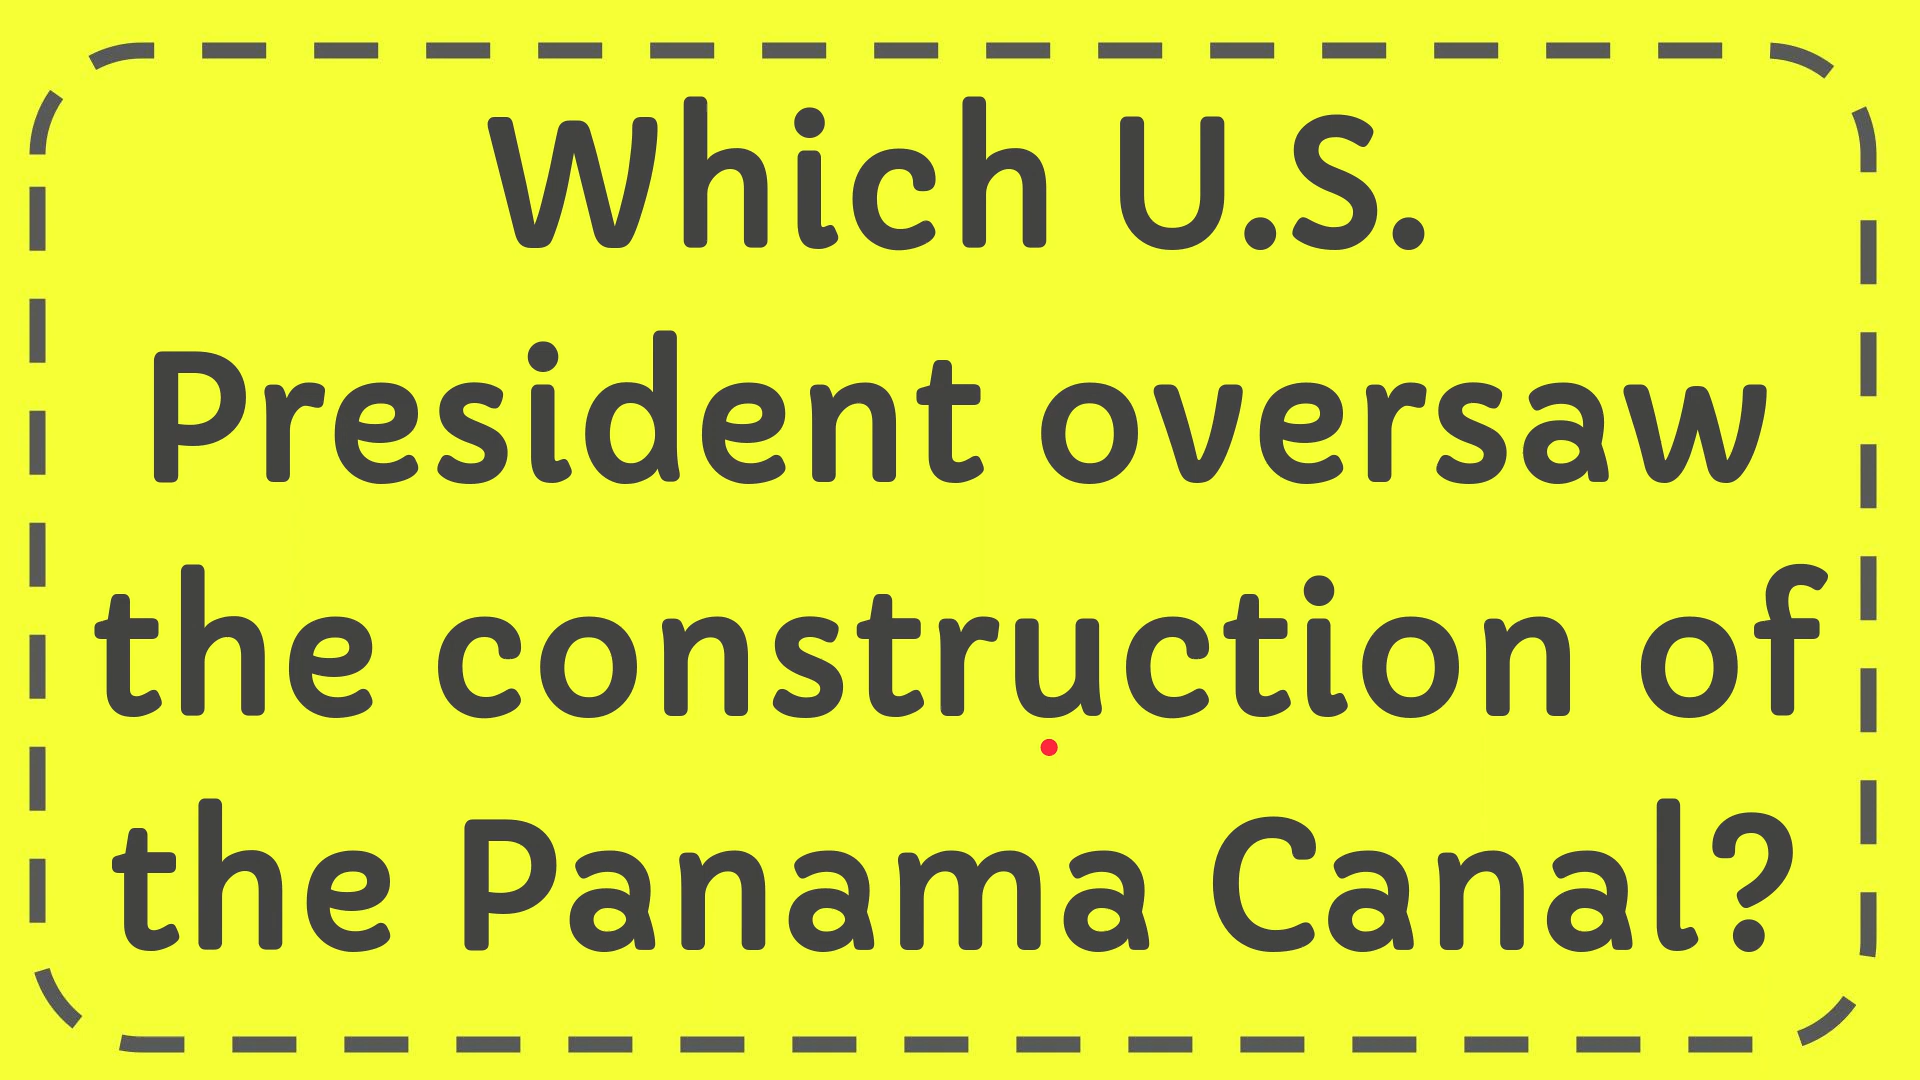 Which U.S.
President oversaw
the construction of
the Panama Canal?